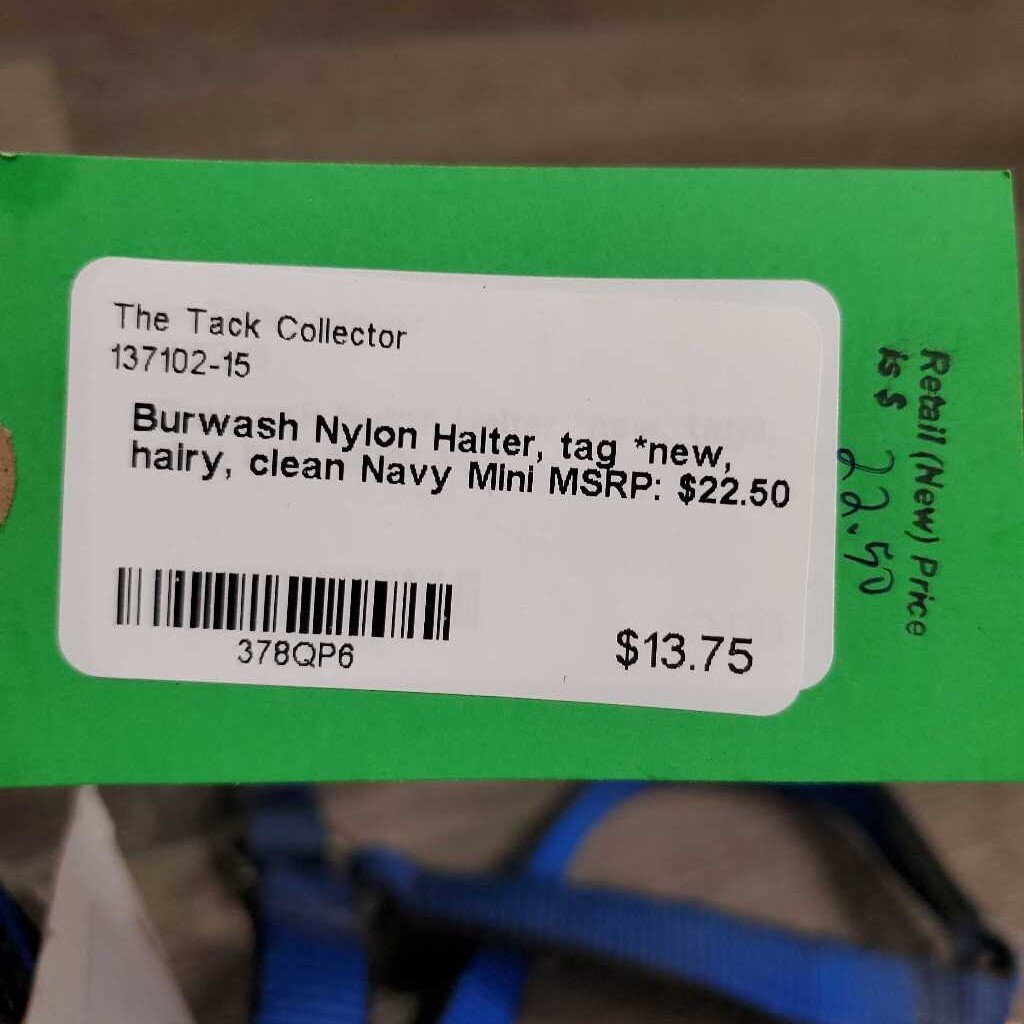 The Tack Collector
137102-15
Burwash Nylon Halter, tag *new,
hairy, clean Navy Mini MSRP: $22.50
378QP6
$13.75
Retail (New) Price
is $ 22.50